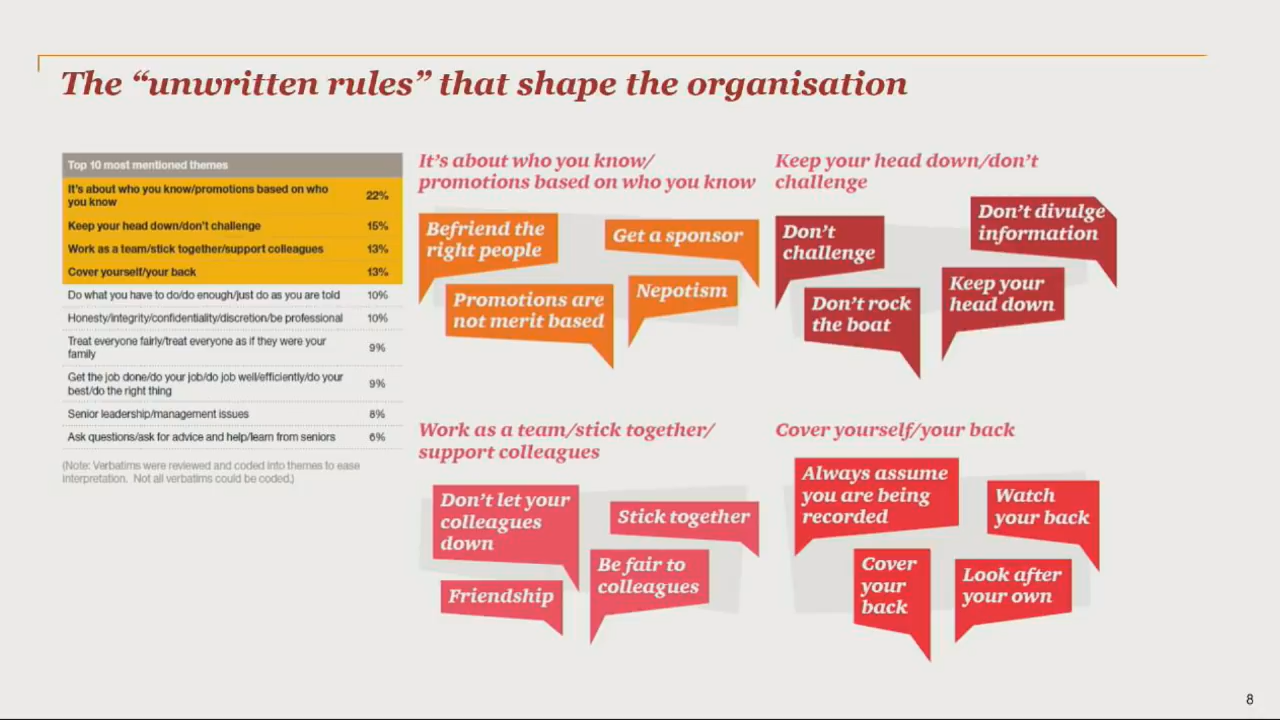 The “unwritten rules” that shape the organisation
Top 10 most mentioned themes
It's about who you know/promotions based on who
you know 22%
Keep your head down/don't challenge 15%
Work as a team/stick together/support colleagues 13%
Cover yourself/your back 13%
Do what you have to do/do enough/just do as you are told 10%
Honesty/integrity/confidentiality/discretion/be professional 10%
Treat everyone fairly/treat everyone as if they were your
family 9%
Get the job done/do your job/do job well/efficiently/do your
best/do the right thing 9%
Senior leadership/management issues 8%
Ask questions/ask for advice and help/learn from seniors 6%
(Note: Verbatims were reviewed and coded into themes to ease
interpretation. Not all verbatims could be coded.)
It's about who you know/
promotions based on who you know
Befriend the
right people
Get a sponsor
Promotions are
not merit based
Nepotism
Keep your head down/don't
challenge
Don't
challenge
Don't divulge
information
Don't rock
the boat
Keep your
head down
Work as a team/stick together/
support colleagues
Don't let your
colleagues
down
Stick together
Friendship
Be fair to
colleagues
Cover yourself/your back
Always assume
you are being
recorded
Watch
your back
Cover
your
back
Look after
your own
8